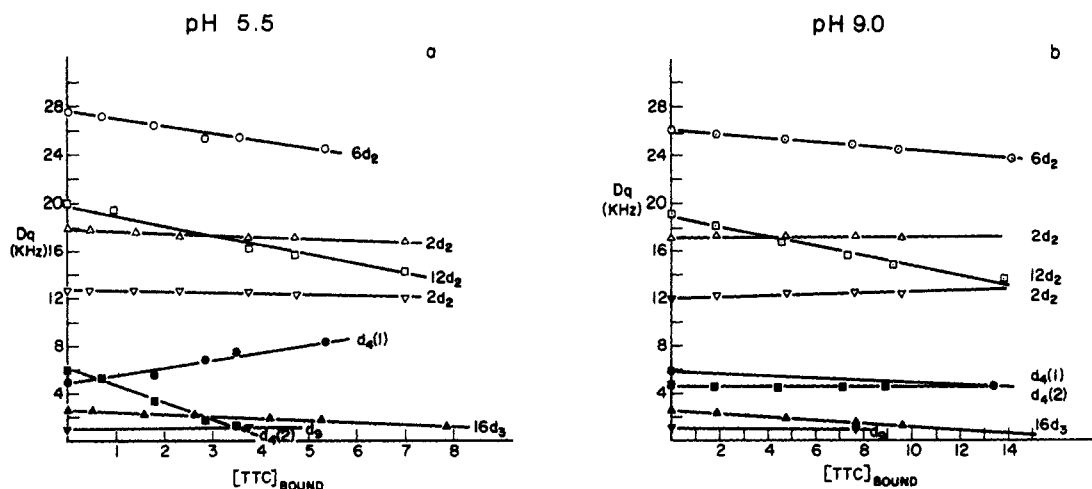 pH 5.5
a
28
24
20
Dq
(KHz)
16
12
8
4
6d₂
2d₂
12d₂
2d₂
d₄(1)
d₄(2)
d₉
16d₃
1 2 3 4 5 6 7 8
[TTC]BOUND
pH 9.0
b
28
24
Dq
(KHz)
20
16
12
8
4
6d₂
2d₂
12d₂
2d₂
d₄(1)
d₄(2)
16d₃
2 4 6 8 10 12 14
[TTC]BOUND